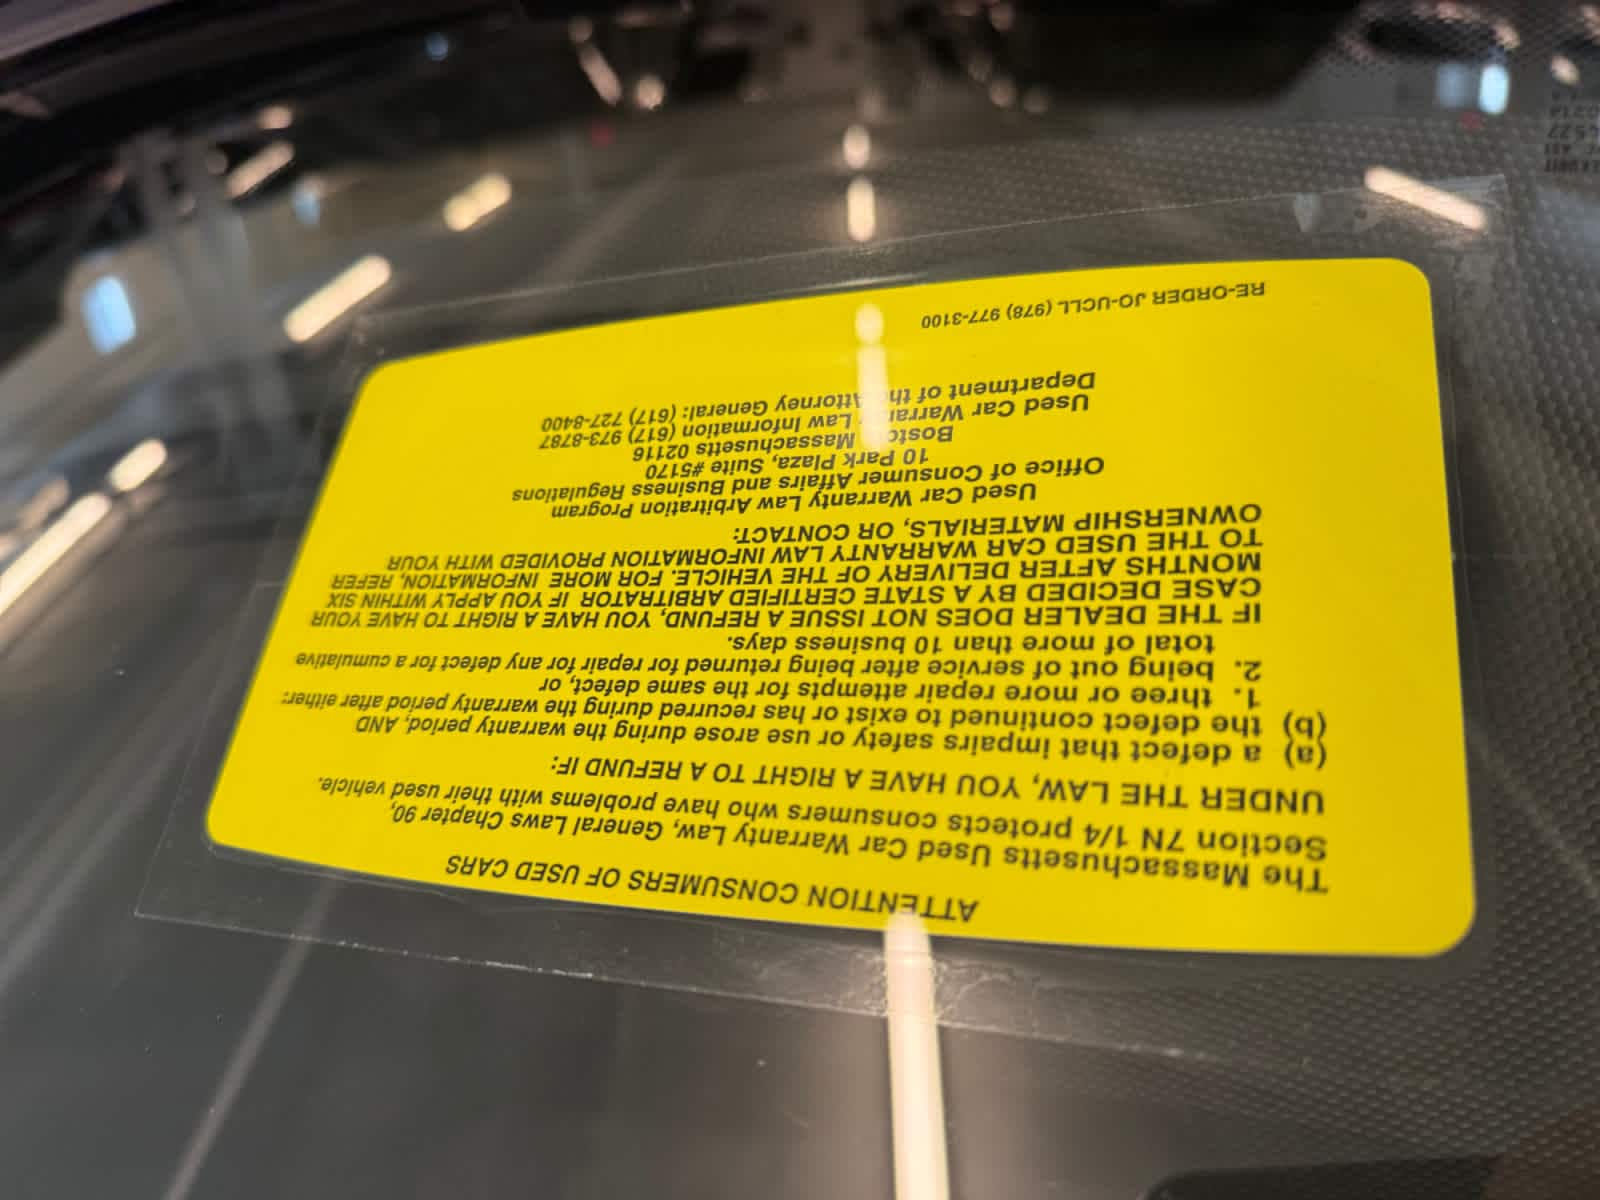 ATTENTION CONSUMERS OF USED CARS
The Massachusetts Used Car Warranty Law, General Laws Chapter 90,
Section 7N 1/4 protects consumers who have problems with their used vehicle.
UNDER THE LAW, YOU HAVE A RIGHT TO A REFUND IF:
(a) a defect that impairs safety or use arose during the warranty period, AND
(b) the defect continued to exist or has recurred during the warranty period after either:
1. three or more repair attempts for the same defect, or
2. being out of service after being returned for repair for any defect for a cumulative
total of more than 10 business days.
IF THE DEALER DOES NOT ISSUE A REFUND, YOU HAVE A RIGHT TO HAVE YOUR
CASE DECIDED BY A STATE CERTIFIED ARBITRATOR IF YOU APPLY WITHIN SIX
MONTHS AFTER DELIVERY OF THE VEHICLE. FOR MORE INFORMATION, REFER
TO THE USED CAR WARRANTY LAW INFORMATION PROVIDED WITH YOUR
OWNERSHIP MATERIALS, OR CONTACT:
Used Car Warranty Law Arbitration Program
Office of Consumer Affairs and Business Regulations
10 Park Plaza, Suite #5170
Boston Massachusetts 02116
Used Car Warranty Law Information (617) 973-8787
Department of the Attorney General: (617) 727-8400
RE-ORDER JO-UCLL (978) 977-3100